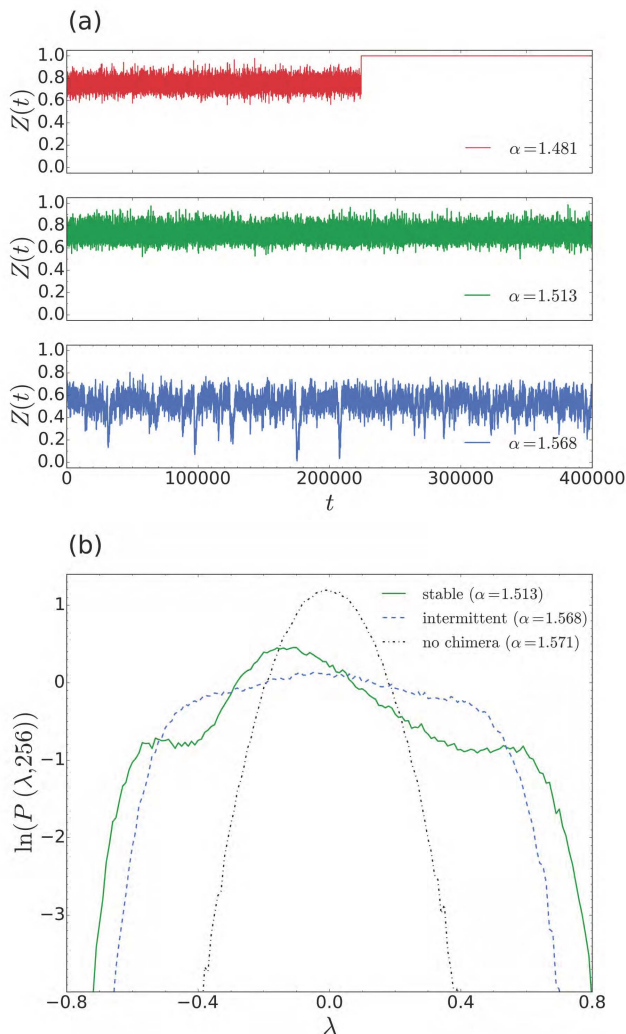 (a)
Z(t)
1.0
0.8
0.6
0.4
0.2
0.0
α=1.481
Z(t)
1.0
0.8
0.6
0.4
0.2
0.0
α=1.513
Z(t)
1.0
0.8
0.6
0.4
0.2
0.0
α=1.568
0 100000 200000 300000 400000
t
(b)
ln(P (λ,256))
1
0
−1
−2
−3
stable (α=1.513)
intermittent (α=1.568)
no chimera (α=1.571)
−0.8 −0.4 0.0 0.4 0.8
λ